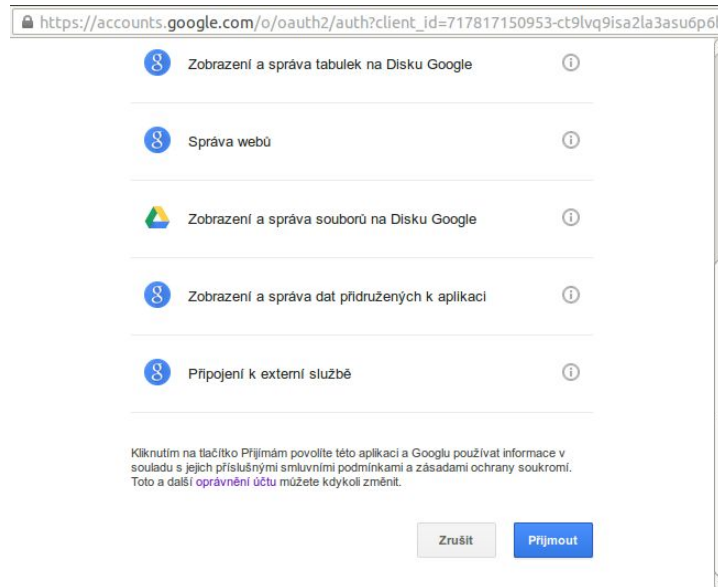 https://accounts.google.com/o/oauth2/auth?client_id=717817150953-ct9lvq9isa2la3asu6p6l
Zobrazení a správa tabulek na Disku Google
Správa webů
Zobrazení a správa souborů na Disku Google
Zobrazení a správa dat přidružených k aplikaci
Připojení k externí službě
Kliknutím na tlačítko Přijímám povolíte této aplikaci a Googlu používat informace v
souladu s jejich příslušnými smluvními podmínkami a zásadami ochrany soukromí.
Toto a další oprávnění účtu můžete kdykoli změnit.
Zrušit Přijmout